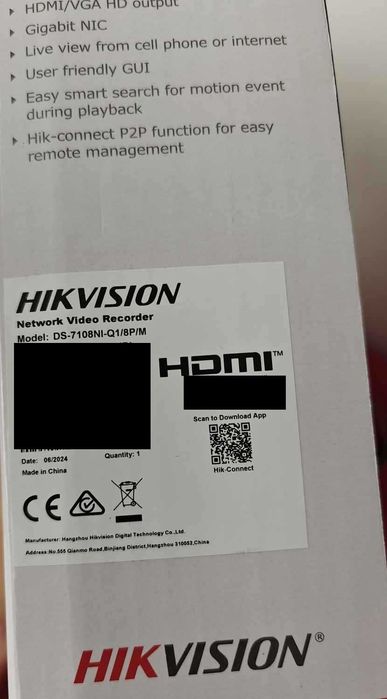 HDMI/VGA HD output
Gigabit NIC
Live view from cell phone or internet
User friendly GUI
Easy smart search for motion event
during playback
Hik-connect P2P function for easy
remote management
HIKVISION
Network Video Recorder
Model: DS-7108NI-Q1/8P/M
HDMI™
Scan to Download App
Date: 06/2024
Quantity: 1
Made in China
Hik-Connect
CE
Manufacturer: Hangzhou Hikvision Digital Technology Co.,Ltd.
Address:No.555 Qianmo Road,Binjiang District,Hangzhou 310052,China
HIKVISION®